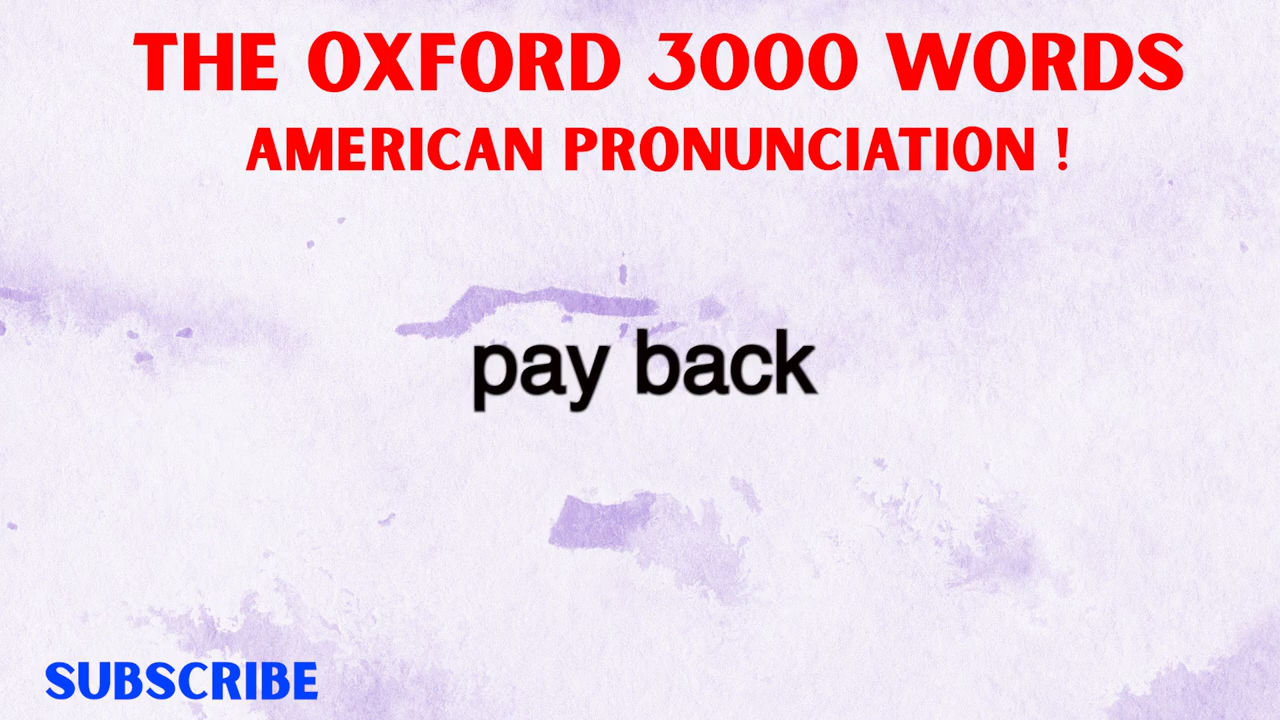 THE OXFORD 3000 WORDS
AMERICAN PRONUNCIATION !
pay back
SUBSCRIBE